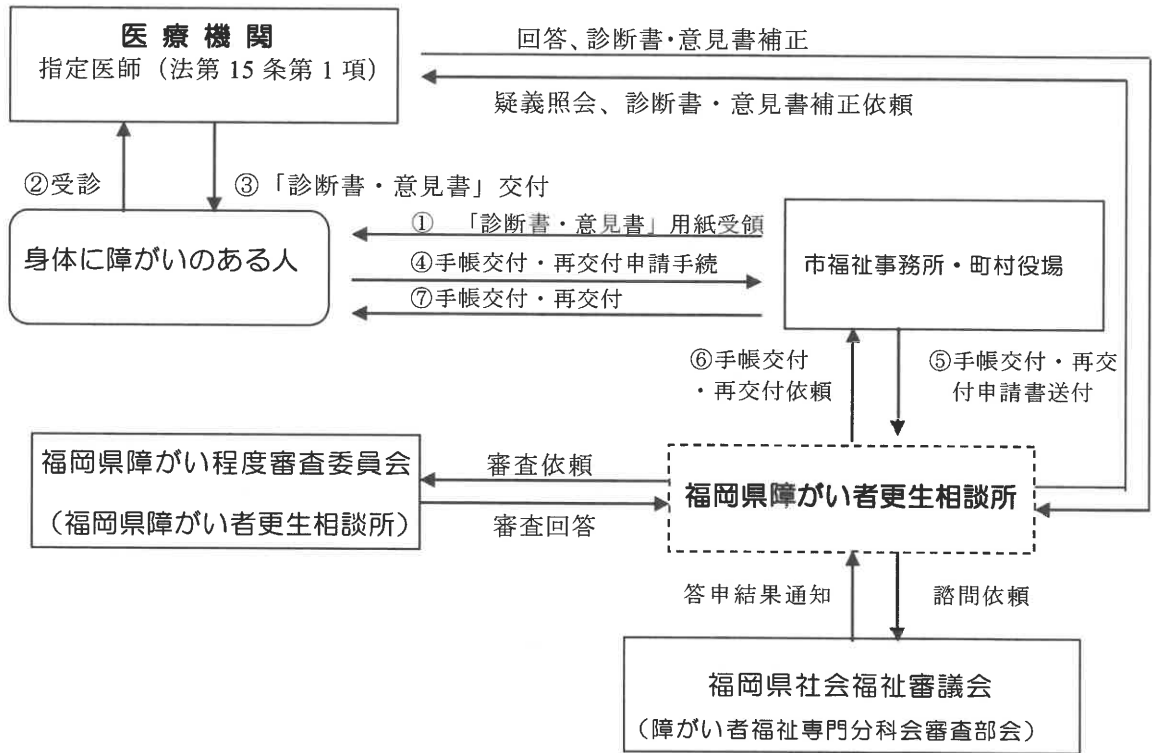 医療機関
指定医師（法第15条第1項）
回答、診断書・意見書補正
疑義照会、診断書・意見書補正依頼
②受診
③「診断書・意見書」交付
①　「診断書・意見書」用紙受領
身体に障がいのある人
④手帳交付・再交付申請手続
⑦手帳交付・再交付
市福祉事務所・町村役場
⑥手帳交付
・再交付依頼
⑤手帳交付・再交
付申請書送付
福岡県障がい程度審査委員会
（福岡県障がい者更生相談所）
審査依頼
審査回答
福岡県障がい者更生相談所
答申結果通知
諮問依頼
福岡県社会福祉審議会
（障がい者福祉専門分科会審査部会）